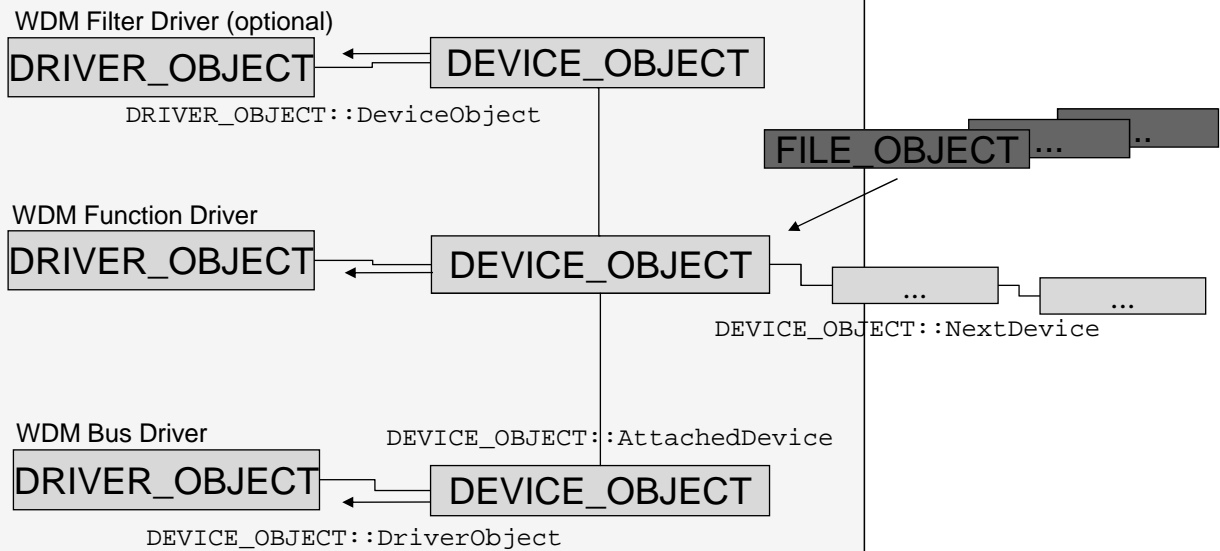 WDM Filter Driver (optional)
DRIVER_OBJECT
DEVICE_OBJECT
DRIVER_OBJECT::DeviceObject
FILE_OBJECT
...
..
WDM Function Driver
DRIVER_OBJECT
DEVICE_OBJECT
...
...
DEVICE_OBJECT::NextDevice
WDM Bus Driver
DEVICE_OBJECT::AttachedDevice
DRIVER_OBJECT
DEVICE_OBJECT
DEVICE_OBJECT::DriverObject